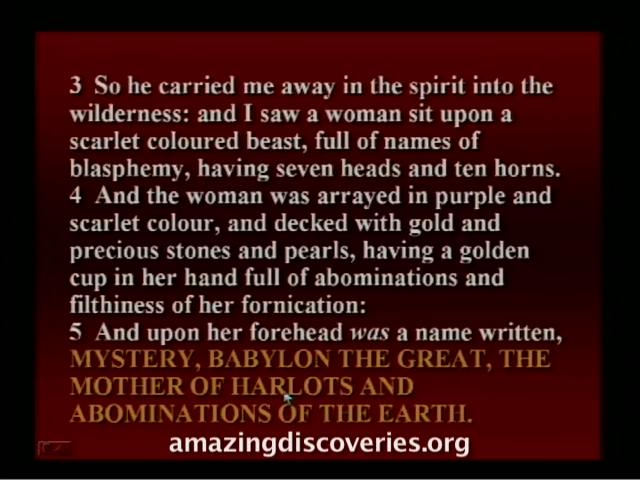 3 So he carried me away in the spirit into the
wilderness: and I saw a woman sit upon a
scarlet coloured beast, full of names of
blasphemy, having seven heads and ten horns.
4 And the woman was arrayed in purple and
scarlet colour, and decked with gold and
precious stones and pearls, having a golden
cup in her hand full of abominations and
filthiness of her fornication:
5 And upon her forehead was a name written,
MYSTERY, BABYLON THE GREAT, THE
MOTHER OF HARLOTS AND
ABOMINATIONS OF THE EARTH.
amazingdiscoveries.org